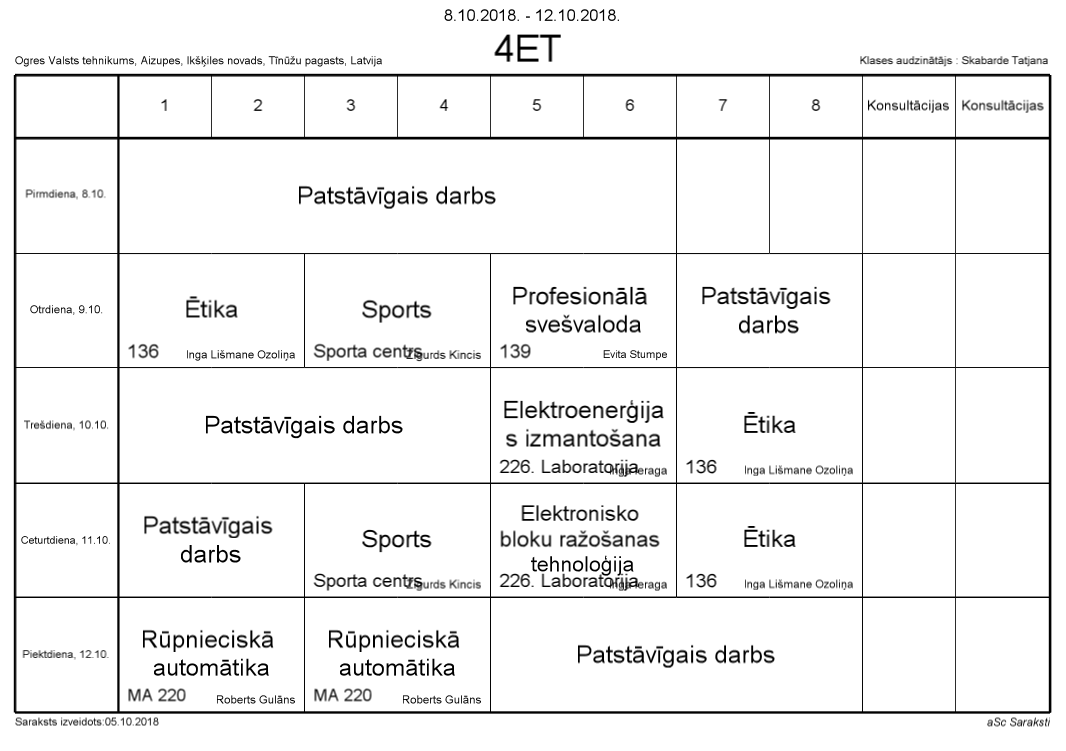 8.10.2018. - 12.10.2018.
4ET
Ogres Valsts tehnikums, Aizupes, Ikšķiles novads, Tīnūžu pagasts, Latvija
Klases audzinātājs : Skabarde Tatjana
1 2 3 4 5 6 7 8 Konsultācijas Konsultācijas
Pirmdiena, 8.10.
Patstāvīgais darbs
Otrdiena, 9.10.
Ētika
136 Inga Lišmane Ozoliņa
Sports
Sporta centrs Zigurds Kincis
Profesionālā
svešvaloda
139 Evita Stumpe
Patstāvīgais
darbs
Trešdiena, 10.10.
Patstāvīgais darbs
Elektroenerģija
s izmantošana
226. Laboratorija Inga Ieraga
Ētika
136 Inga Lišmane Ozoliņa
Ceturtdiena, 11.10.
Patstāvīgais
darbs
Sports
Sporta centrs Zigurds Kincis
Elektronisko
bloku ražošanas
tehnoloģija
226. Laboratorija Inga Ieraga
Ētika
136 Inga Lišmane Ozoliņa
Piektdiena, 12.10.
Rūpnieciskā
automātika
MA 220 Roberts Gulāns
Rūpnieciskā
automātika
MA 220 Roberts Gulāns
Patstāvīgais darbs
Saraksts izveidots:05.10.2018
aSc Saraksti